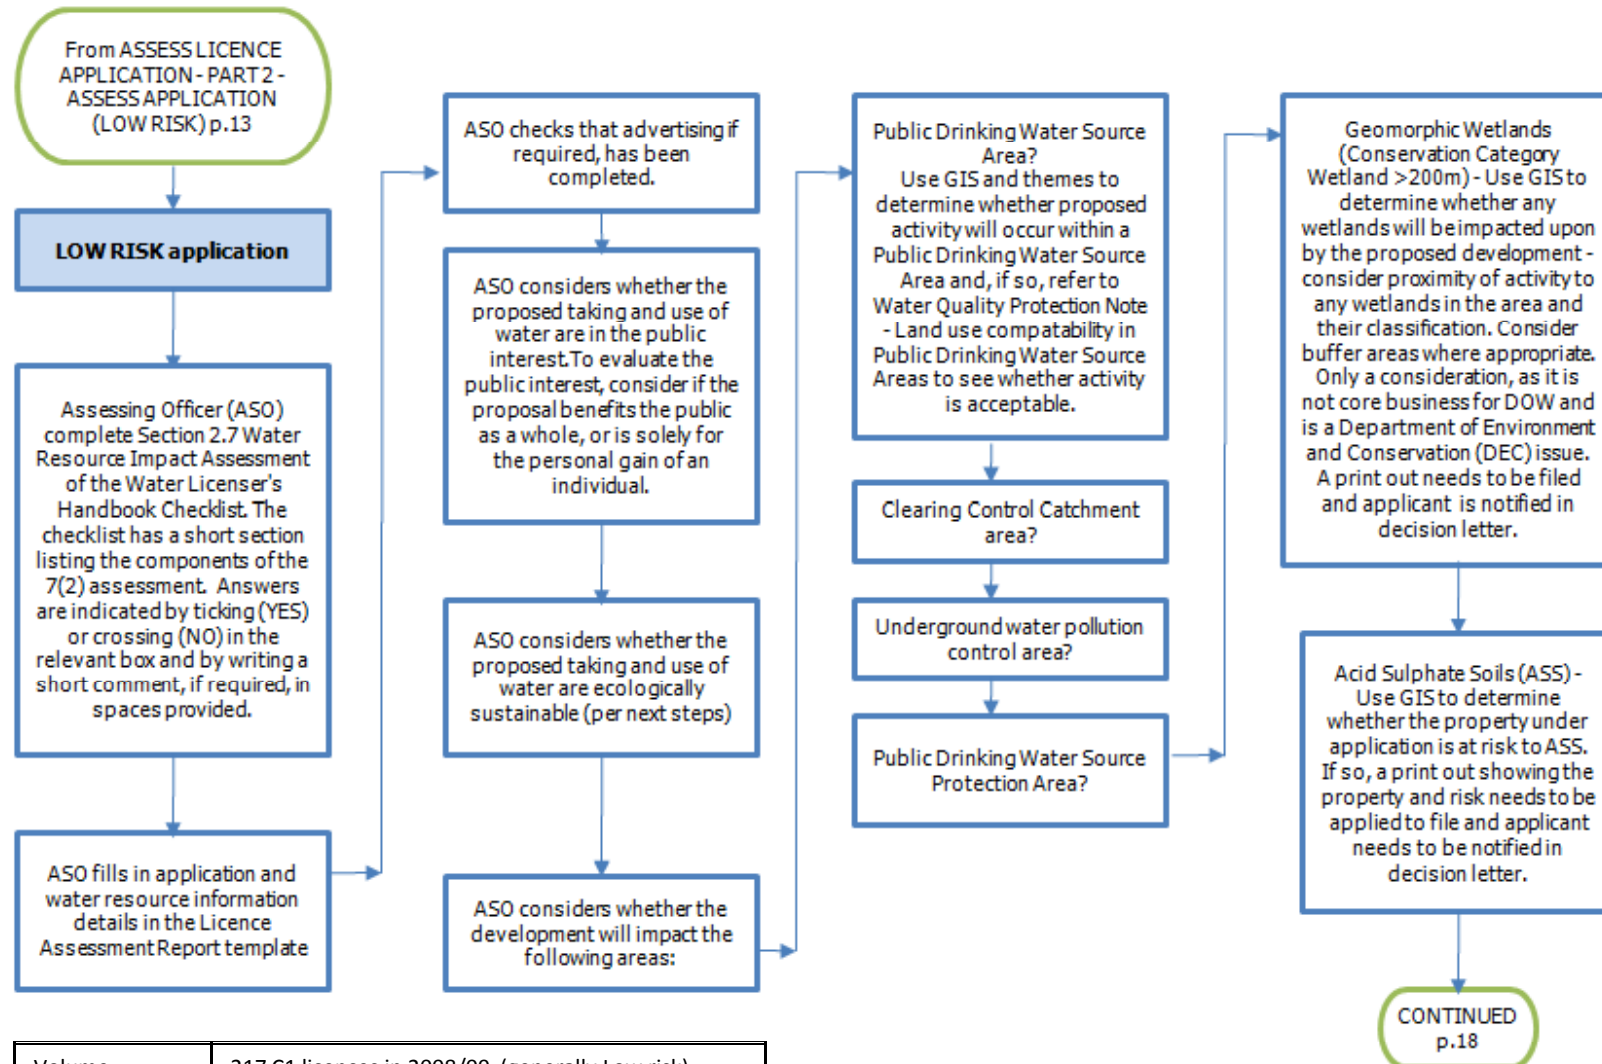 From ASSESS LICENCE
APPLICATION - PART 2 -
ASSESS APPLICATION
(LOW RISK) p.13
LOW RISK application
Assessing Officer (ASO)
complete Section 2.7 Water
Resource Impact Assessment
of the Water Licenser's
Handbook Checklist. The
checklist has a short section
listing the components of the
7(2) assessment. Answers
are indicated by ticking (YES)
or crossing (NO) in the
relevant box and by writing a
short comment, if required, in
spaces provided.
ASO fills in application and
water resource information
details in the Licence
Assessment Report template
ASO checks that advertising if
required, has been
completed.
ASO considers whether the
proposed taking and use of
water are in the public
interest.To evaluate the
public interest, consider if the
proposal benefits the public
as a whole, or is solely for
the personal gain of an
individual.
ASO considers whether the
proposed taking and use of
water are ecologically
sustainable (per next steps)
ASO considers whether the
development will impact the
following areas:
Public Drinking Water Source
Area?
Use GIS and themes to
determine whether proposed
activity will occur within a
Public Drinking Water Source
Area and, if so, refer to
Water Quality Protection Note
- Land use compatability in
Public Drinking Water Source
Areas to see whether activity
is acceptable.
Clearing Control Catchment
area?
Underground water pollution
control area?
Public Drinking Water Source
Protection Area?
Geomorphic Wetlands
(Conservation Category
Wetland >200m) - Use GIS to
determine whether any
wetlands will be impacted upon
by the proposed development -
consider proximity of activity to
any wetlands in the area and
their classification. Consider
buffer areas where appropriate.
Only a consideration, as it is
not core business for DOW and
is a Department of Environment
and Conservation (DEC) issue.
A print out needs to be filed
and applicant is notified in
decision letter.
Acid Sulphate Soils (ASS) -
Use GIS to determine
whether the property under
application is at risk to ASS.
If so, a print out showing the
property and risk needs to be
applied to file and applicant
needs to be notified in
decision letter.
CONTINUED
p.18
Volume 217 C1 licences in 2008/09 (generally Low risk)